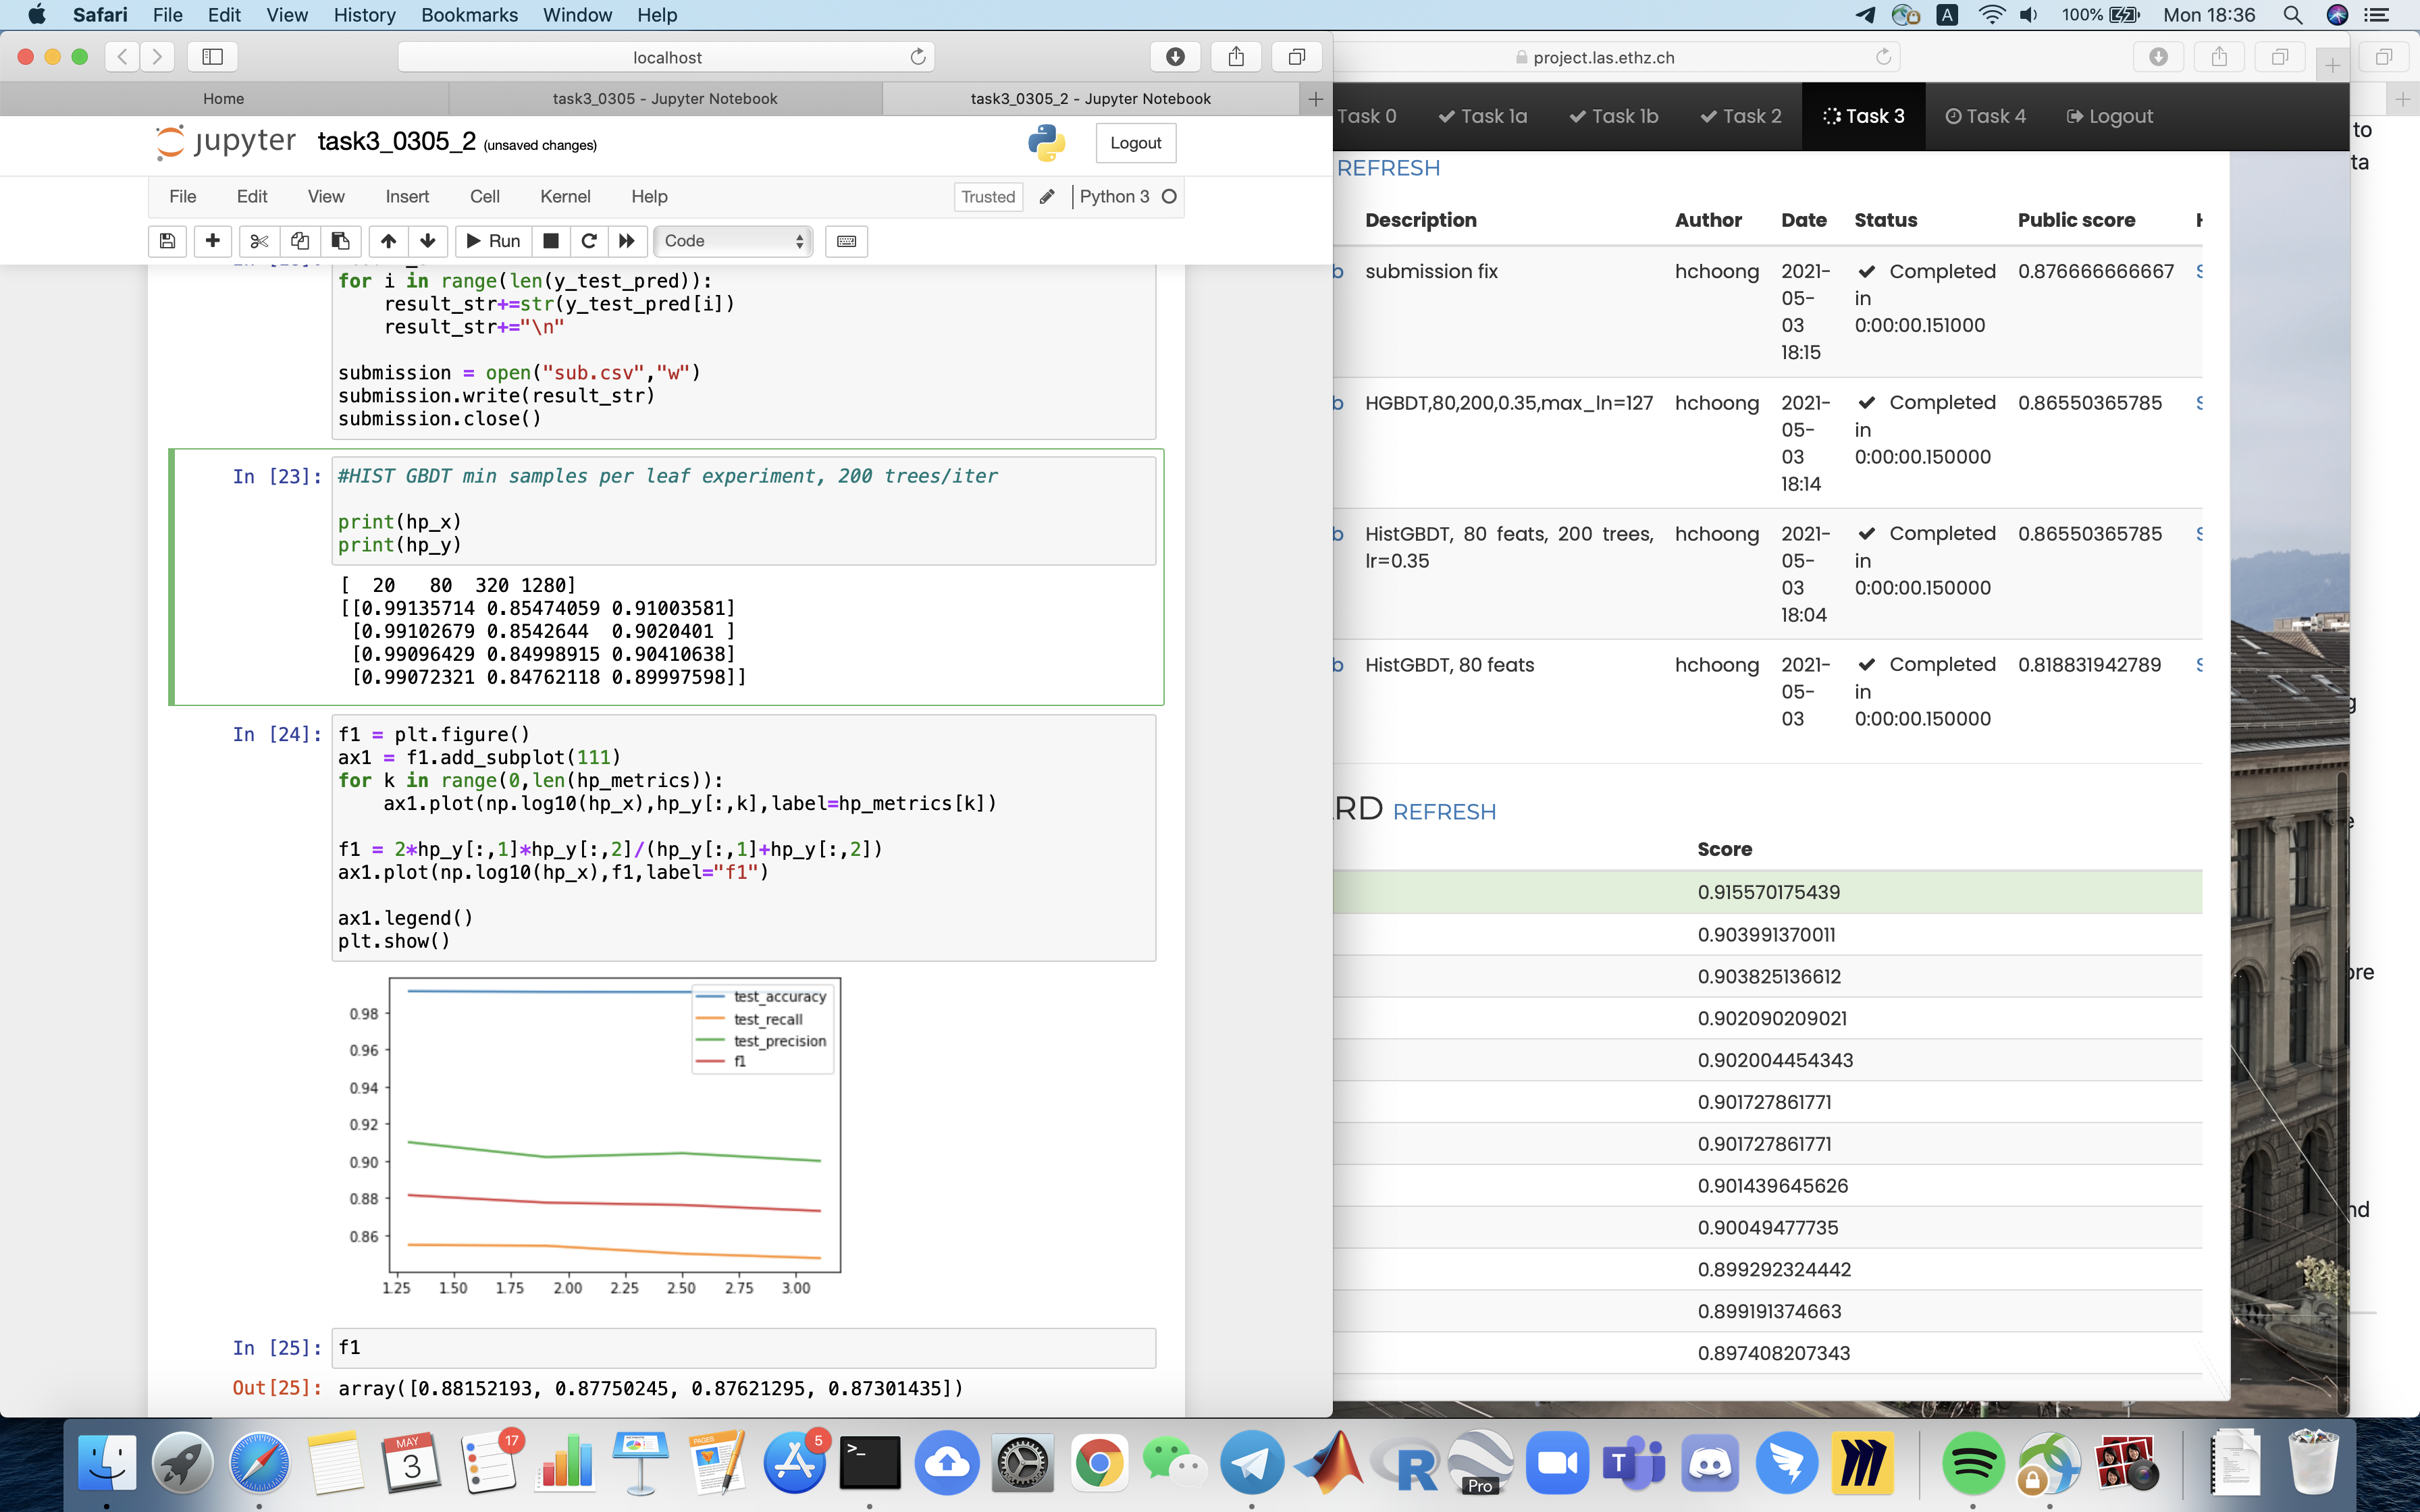 Safari File Edit View History Bookmarks Window Help
A 100% Mon 18:36
localhost
Home
task3_0305 - Jupyter Notebook
task3_0305_2 - Jupyter Notebook
jupyter task3_0305_2 (unsaved changes)
Logout
File Edit View Insert Cell Kernel Help
Trusted
Python 3
Run
Code
for i in range(len(y_test_pred)):
result_str+=str(y_test_pred[i])
result_str+="\n"
submission = open("sub.csv","w")
submission.write(result_str)
submission.close()
In [23]: #HIST GBDT min samples per leaf experiment, 200 trees/iter
print(hp_x)
print(hp_y)
[ 20 80 320 1280]
[[0.99135714 0.85474059 0.91003581]
[0.99102679 0.8542644 0.9020401 ]
[0.99096429 0.84998915 0.90410638]
[0.99072321 0.84762118 0.89997598]]
In [24]: f1 = plt.figure()
ax1 = f1.add_subplot(111)
for k in range(0,len(hp_metrics)):
ax1.plot(np.log10(hp_x),hp_y[:,k],label=hp_metrics[k])
f1 = 2*hp_y[:,1]*hp_y[:,2]/(hp_y[:,1]+hp_y[:,2])
ax1.plot(np.log10(hp_x),f1,label="f1")
ax1.legend()
plt.show()
test_accuracy
test_recall
test_precision
f1
0.98
0.96
0.94
0.92
0.90
0.88
0.86
1.25 1.50 1.75 2.00 2.25 2.50 2.75 3.00
In [25]: f1
Out[25]: array([0.88152193, 0.87750245, 0.87621295, 0.87301435])
project.las.ethz.ch
Task 0 Task 1a Task 1b Task 2 Task 3 Task 4 Logout
REFRESH
Description Author Date Status Public score
b submission fix hchoong 2021-05-03 18:15 Completed in 0:00:00.151000 0.876666666667 S
b HGBDT,80,200,0.35,max_ln=127 hchoong 2021-05-03 18:14 Completed in 0:00:00.150000 0.86550365785 S
b HistGBDT, 80 feats, 200 trees, lr=0.35 hchoong 2021-05-03 18:04 Completed in 0:00:00.150000 0.86550365785 S
b HistGBDT, 80 feats hchoong 2021-05-03 Completed in 0:00:00.150000 0.818831942789 S
RD REFRESH
Score
0.915570175439
0.903991370011
0.903825136612
0.902090209021
0.902004454343
0.901727861771
0.901727861771
0.901439645626
0.90049477735
0.899292324442
0.899191374663
0.897408207343
to
ta
ore
nd
MAY
3
17
5
>_
R
Pro
T